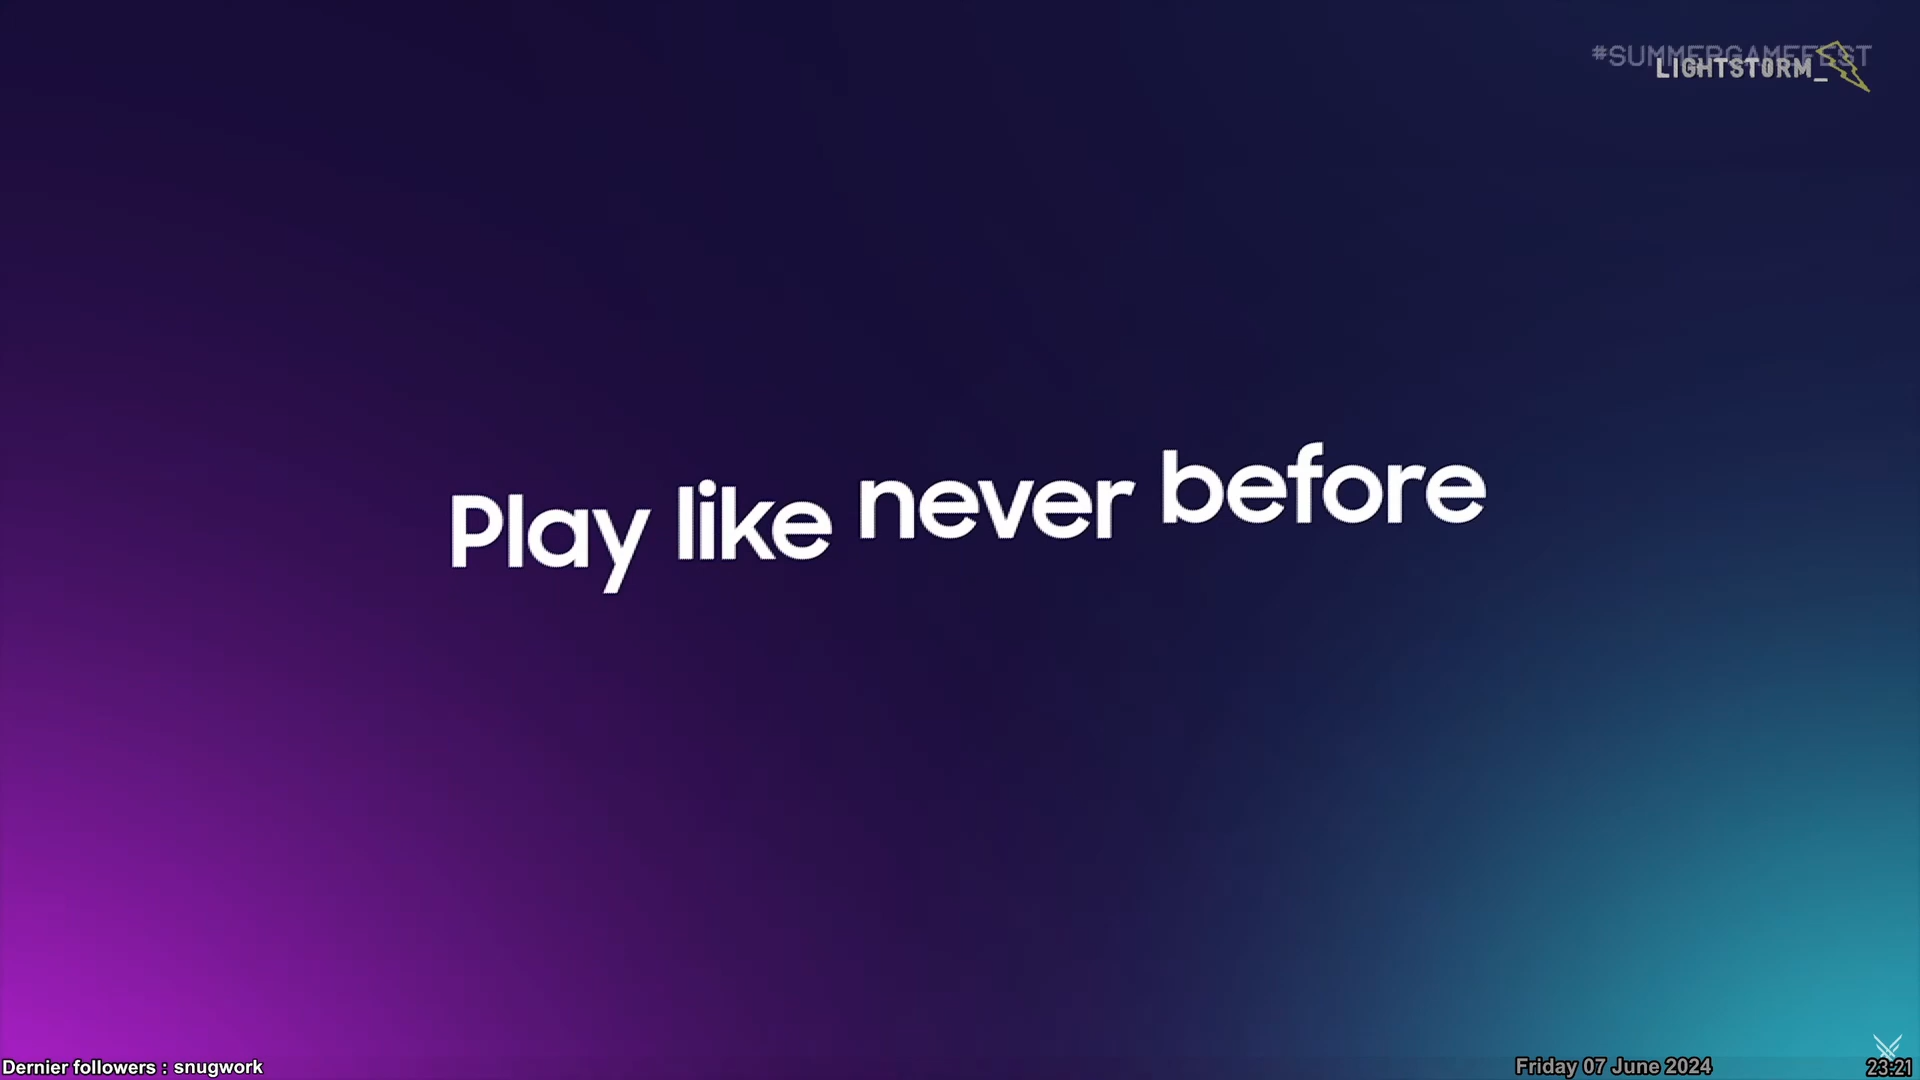 #SUMMERGAMEFEST
LIGHTSTORM_
Play like never before
Dernier followers : snugwork
Friday 07 June 2024
23:21